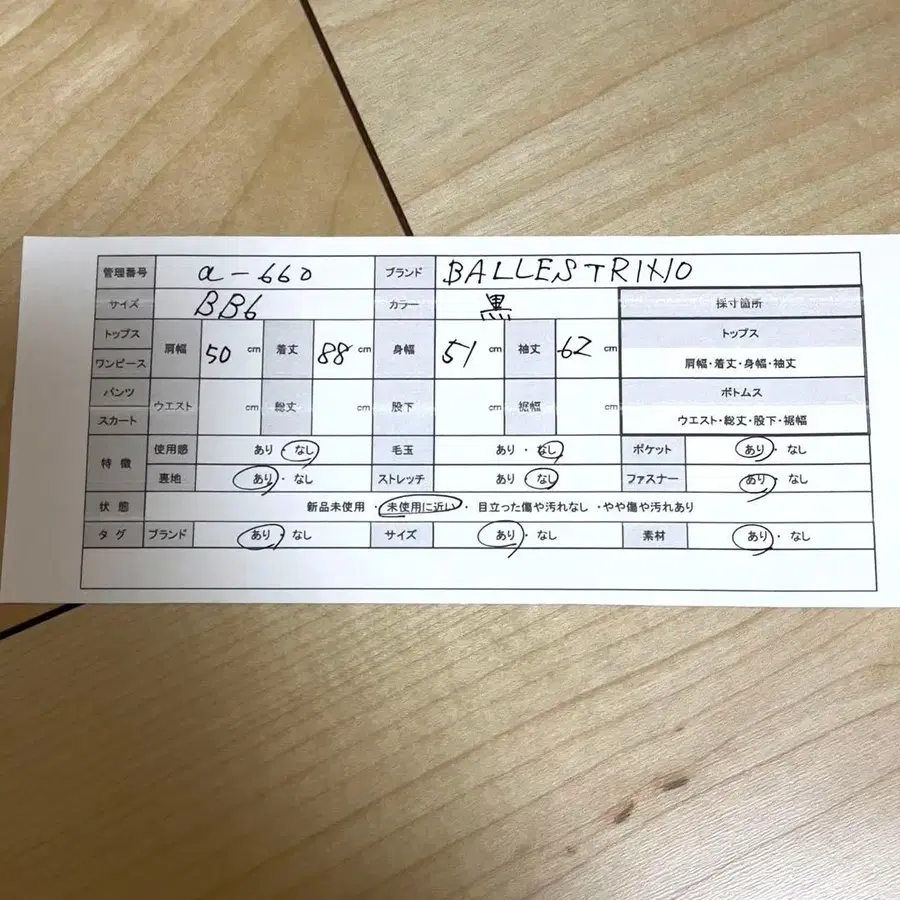 管理番号 a-660 ブランド BALLESTRIXIO
サイズ BB6 カラー 黒 採寸箇所
トップス 肩幅 50 cm 着丈 88 cm 身幅 51 cm 袖丈 62 cm トップス
ワンピース 肩幅・着丈・身幅・袖丈
パンツ ウエスト cm 総丈 cm 股下 cm 裾幅 cm ボトムス
スカート ウエスト・総丈・股下・裾幅
特徴 使用感 あり・なし 毛玉 あり・なし ポケット あり・なし
裏地 あり・なし ストレッチ あり・なし ファスナー あり・なし
状態 新品未使用・未使用に近い・目立った傷や汚れなし・やや傷や汚れあり
タグ ブランド あり・なし サイズ あり・なし 素材 あり・なし